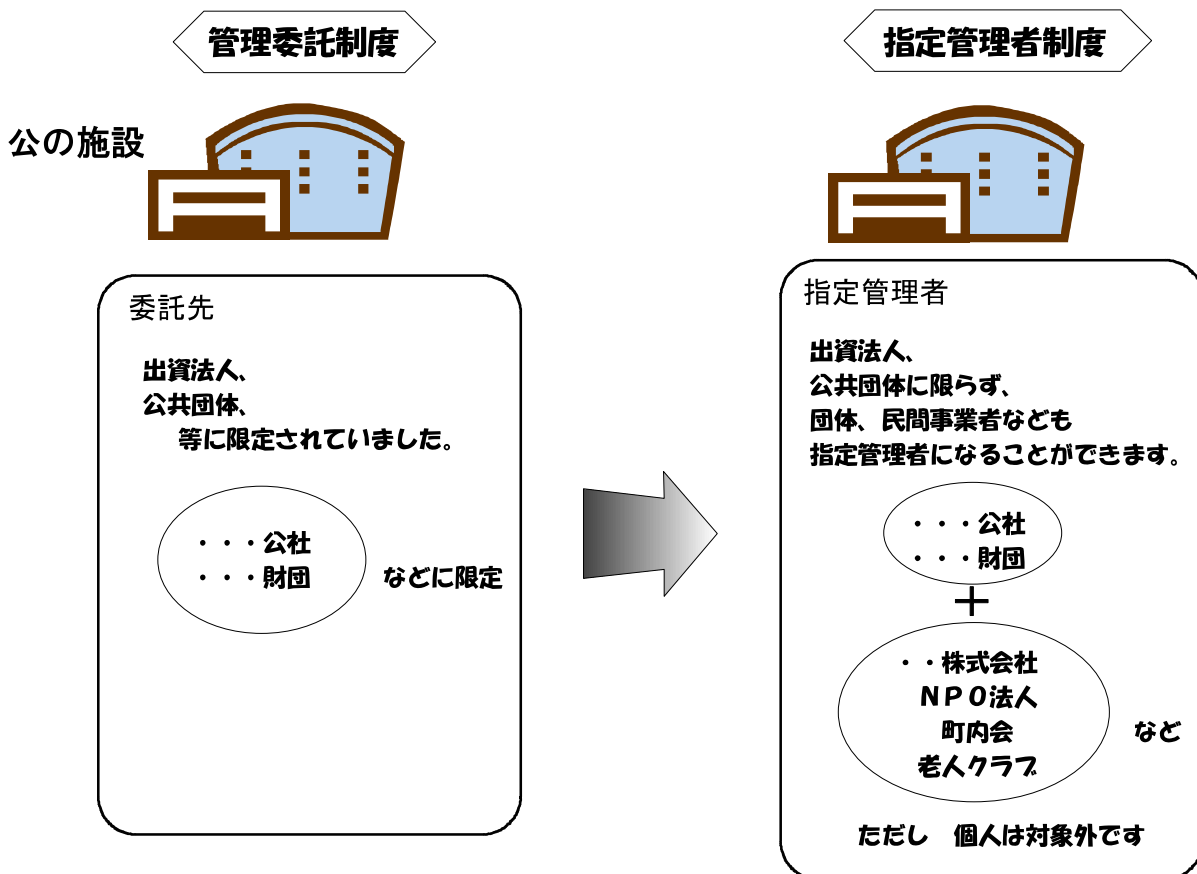 管理委託制度
指定管理者制度
公の施設
委託先
出資法人、
公共団体、
等に限定されていました。
・・・公社
・・・財団
などに限定
指定管理者
出資法人、
公共団体に限らず、
団体、民間事業者なども
指定管理者になることができます。
・・・公社
・・・財団
＋
・・株式会社
ＮＰＯ法人
町内会
老人クラブ
など
ただし　個人は対象外です